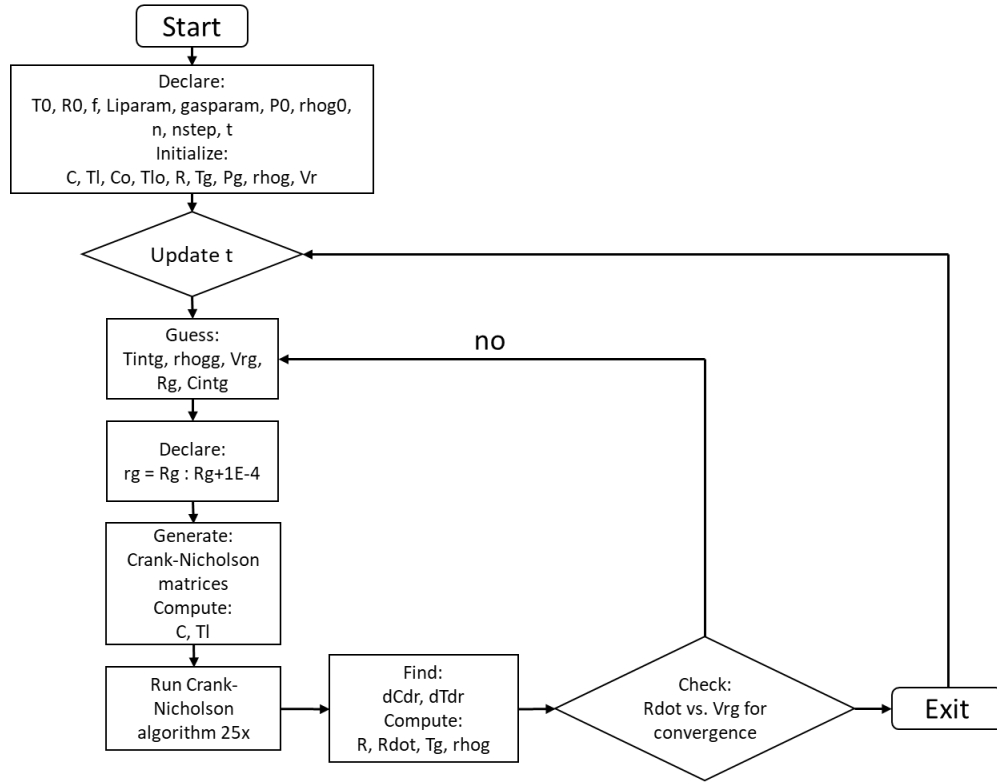 Start
Declare:
T0, R0, f, Liparam, gasparam, P0, rhog0,
n, nstep, t
Initialize:
C, Tl, Co, Tlo, R, Tg, Pg, rhog, Vr
Update t
Guess:
Tintg, rhogg, Vrg,
Rg, Cintg
no
Declare:
rg = Rg : Rg+1E-4
Generate:
Crank-Nicholson
matrices
Compute:
C, Tl
Run Crank-
Nicholson
algorithm 25x
Find:
dCdr, dTdr
Compute:
R, Rdot, Tg, rhog
Check:
Rdot vs. Vrg for
convergence
Exit